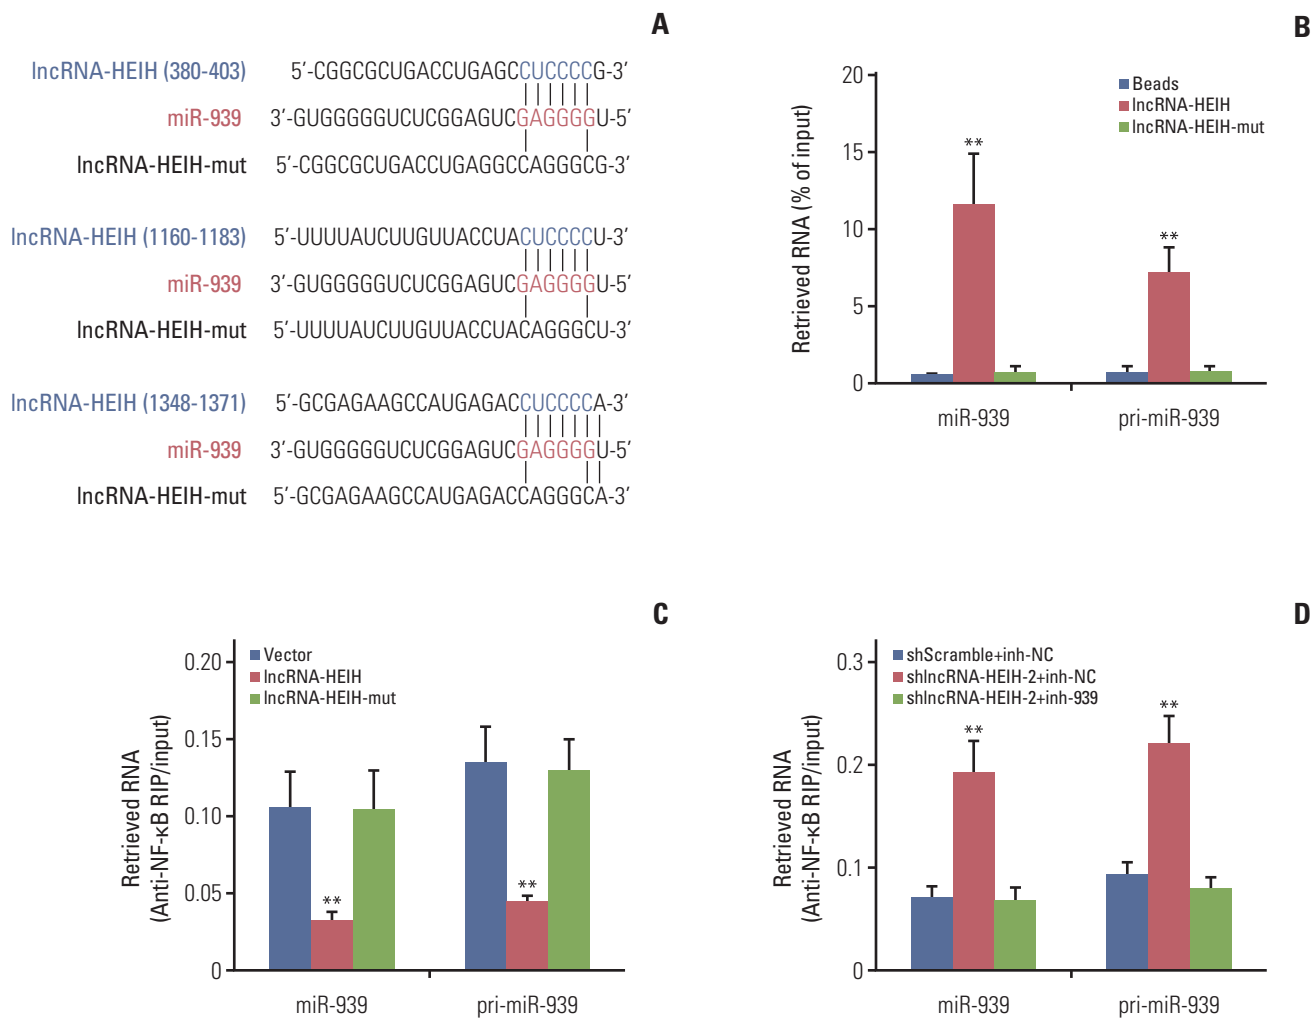 A
lncRNA-HEIH (380-403) 5′-CGGCGCUGACCUGAGCCUCCCCG-3′
miR-939 3′-GUGGGGGUCUCGGAGUCGAGGGGU-5′
lncRNA-HEIH-mut 5′-CGGCGCUGACCUGAGGCCAGGGCG-3′
lncRNA-HEIH (1160-1183) 5′-UUUUAUCUUGUUACCUACUCCCCU-3′
miR-939 3′-GUGGGGGUCUCGGAGUCGAGGGGU-5′
lncRNA-HEIH-mut 5′-UUUUAUCUUGUUACCUACAGGGCU-3′
lncRNA-HEIH (1348-1371) 5′-GCGAGAAGCCAUGAGACCUCCCCA-3′
miR-939 3′-GUGGGGGUCUCGGAGUCGAGGGGU-5′
lncRNA-HEIH-mut 5′-GCGAGAAGCCAUGAGACCAGGGCA-3′
B
Retrieved RNA (% of input)
20
15
10
5
0
Beads
lncRNA-HEIH
lncRNA-HEIH-mut
**
**
miR-939
pri-miR-939
C
Retrieved RNA
(Anti-NF-κB RIP/input)
0.20
0.15
0.10
0.05
0
Vector
lncRNA-HEIH
lncRNA-HEIH-mut
**
**
miR-939
pri-miR-939
D
Retrieved RNA
(Anti-NF-κB RIP/input)
0.3
0.2
0.1
0
shScramble+inh-NC
shlncRNA-HEIH-2+inh-NC
shlncRNA-HEIH-2+inh-939
**
**
miR-939
pri-miR-939